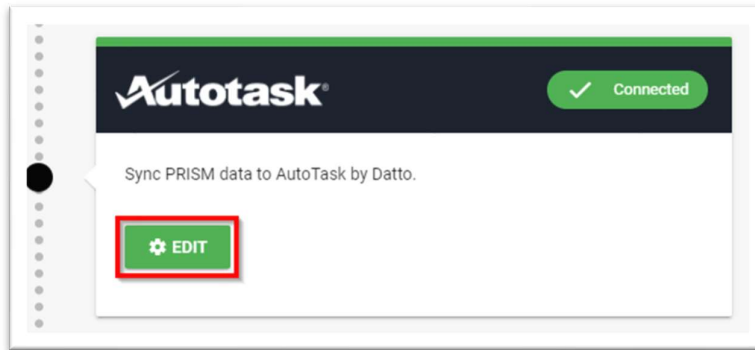 Autotask®
Connected
Sync PRISM data to AutoTask by Datto.
EDIT